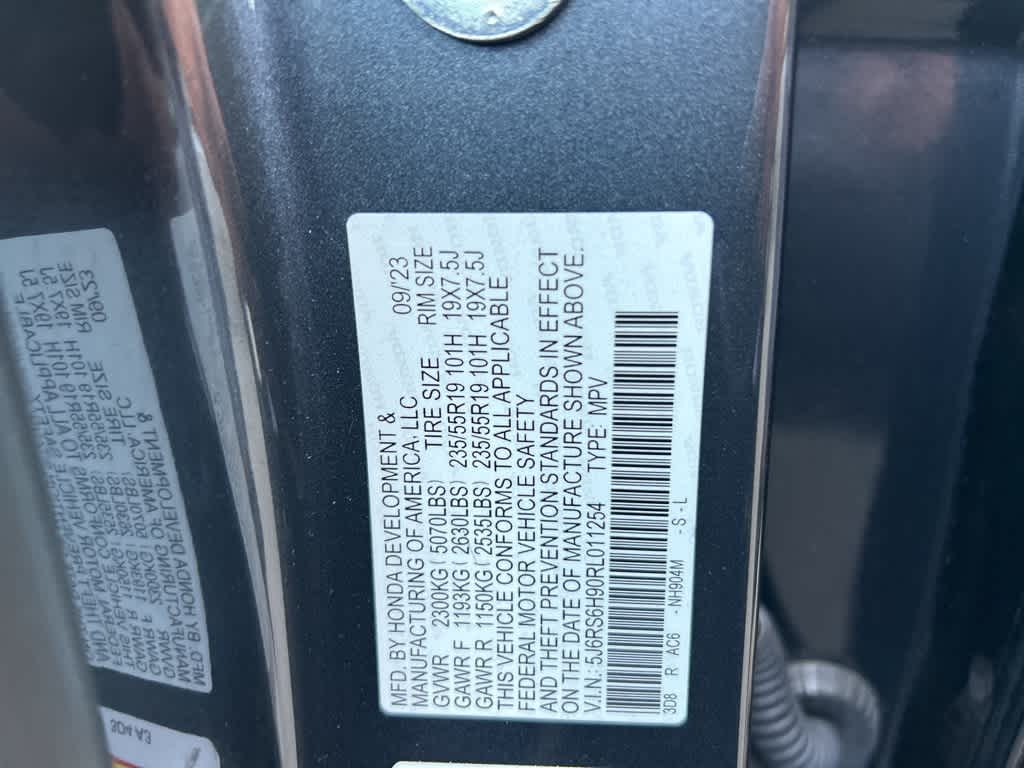 MFD. BY HONDA DEVELOPMENT &
MANUFACTURING OF AMERICA, LLC 09/'23
GVWR 2300KG (5070LBS) TIRE SIZE RIM SIZE
GAWR F 1193KG (2630LBS) 235/55R19 101H 19X7.5J
GAWR R 1150KG (2535LBS) 235/55R19 101H 19X7.5J
THIS VEHICLE CONFORMS TO ALL APPLICABLE
FEDERAL MOTOR VEHICLE SAFETY
AND THEFT PREVENTION STANDARDS IN EFFECT
ON THE DATE OF MANUFACTURE SHOWN ABOVE.
V.I.N.: 5J6RS6H90RL011254 TYPE: MPV
3D8 R AC6 -NH904M -S-L